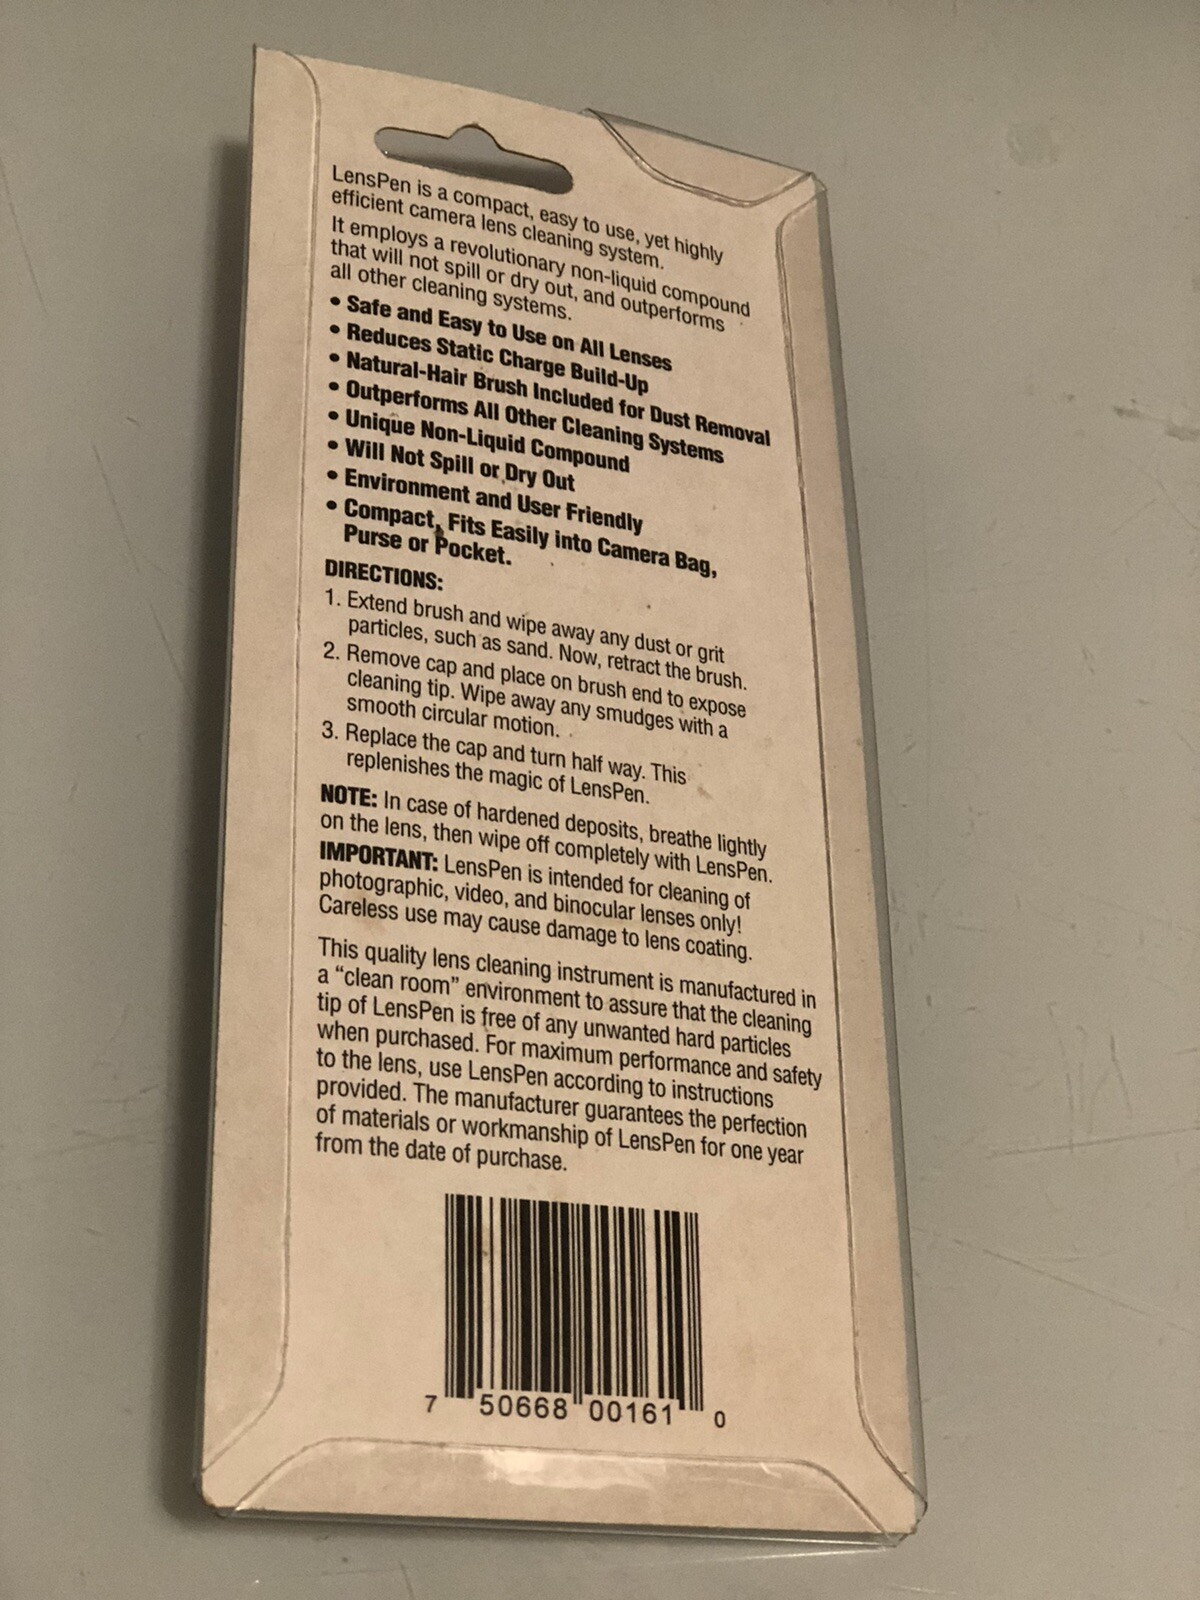 LensPen is a compact, easy to use, yet highly
efficient camera lens cleaning system.
It employs a revolutionary non-liquid compound
that will not spill or dry out, and outperforms
all other cleaning systems.
• Safe and Easy to Use on All Lenses
• Reduces Static Charge Build-Up
• Natural-Hair Brush Included for Dust Removal
• Outperforms All Other Cleaning Systems
• Unique Non-Liquid Compound
• Will Not Spill or Dry Out
• Environment and User Friendly
• Compact, Fits Easily into Camera Bag,
Purse or Pocket.
DIRECTIONS:
1. Extend brush and wipe away any dust or grit
particles, such as sand. Now, retract the brush.
2. Remove cap and place on brush end to expose
cleaning tip. Wipe away any smudges with a
smooth circular motion.
3. Replace the cap and turn half way. This
replenishes the magic of LensPen.
NOTE: In case of hardened deposits, breathe lightly
on the lens, then wipe off completely with LensPen.
IMPORTANT: LensPen is intended for cleaning of
photographic, video, and binocular lenses only!
Careless use may cause damage to lens coating.
This quality lens cleaning instrument is manufactured in
a “clean room” environment to assure that the cleaning
tip of LensPen is free of any unwanted hard particles
when purchased. For maximum performance and safety
to the lens, use LensPen according to instructions
provided. The manufacturer guarantees the perfection
of materials or workmanship of LensPen for one year
from the date of purchase.
7 50668 00161 0